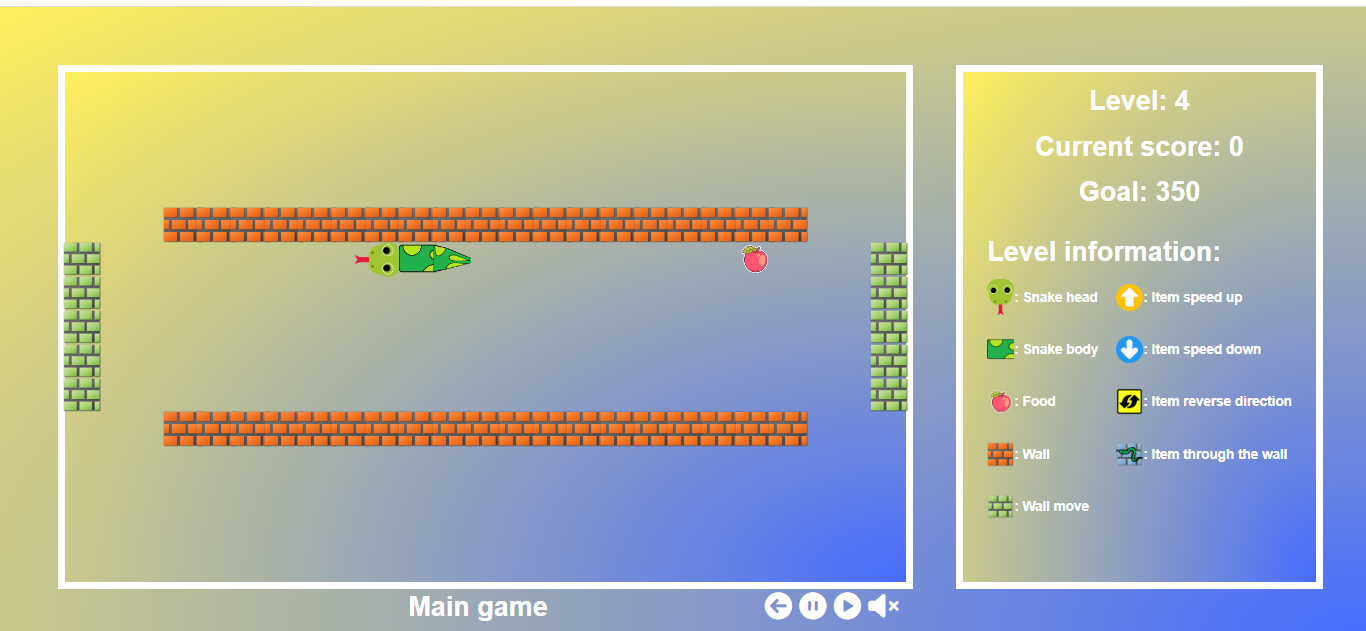 Level: 4
Current score: 0
Goal: 350
Level information:
: Snake head : Item speed up
: Snake body : Item speed down
: Food : Item reverse direction
: Wall : Item through the wall
: Wall move
Main game